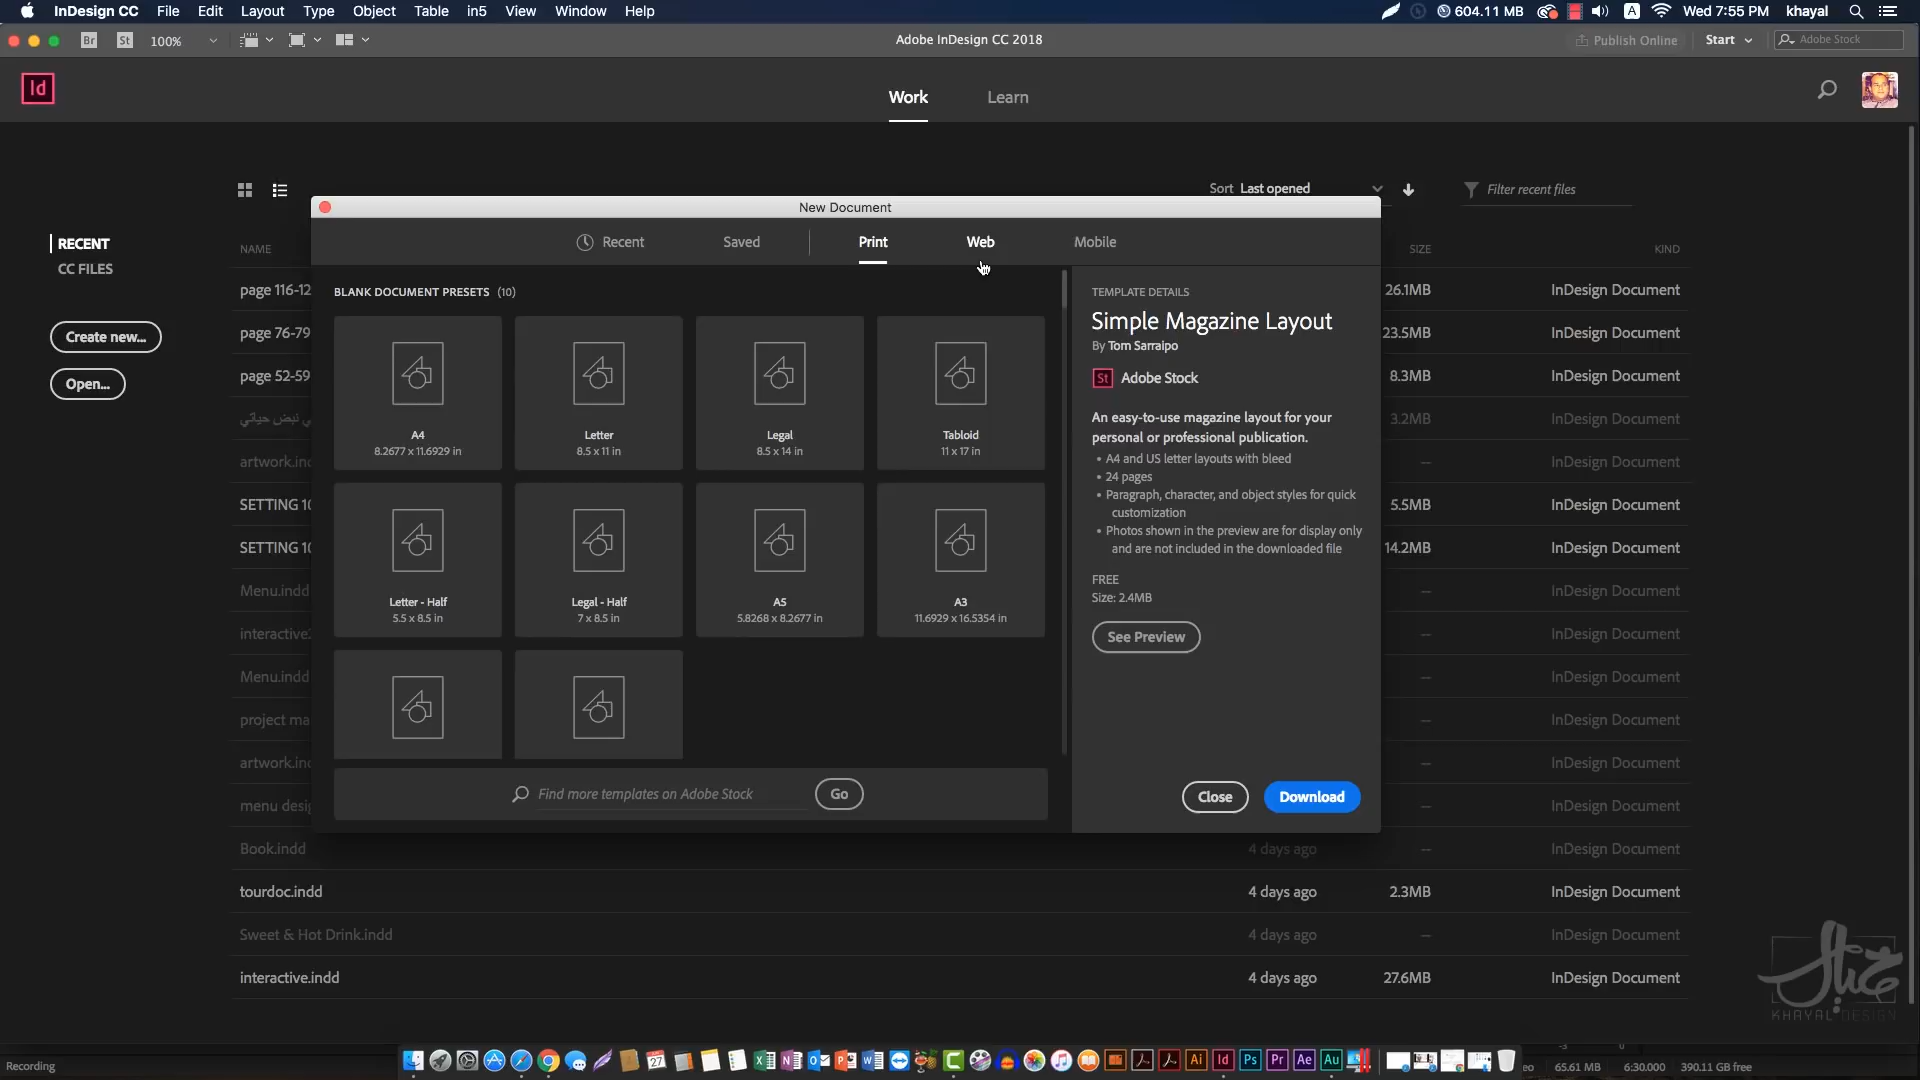 InDesign CC File Edit Layout Type Object Table in5 View Window Help 604.11 MB A Wed 7:55 PM khayal
Br St 100% Adobe InDesign CC 2018 Publish Online Start Adobe Stock
Id Work Learn
Sort Last opened Filter recent files
New Document
RECENT
CC FILES
Create new...
Open...
NAME SIZE KIND
Recent Saved Print Web Mobile
BLANK DOCUMENT PRESETS (10)
A4
8.2677 x 11.6929 in
Letter
8.5 x 11 in
Legal
8.5 x 14 in
Tabloid
11 x 17 in
Letter - Half
5.5 x 8.5 in
Legal - Half
7 x 8.5 in
A5
5.8268 x 8.2677 in
A3
11.6929 x 16.5354 in
Find more templates on Adobe Stock Go
TEMPLATE DETAILS
Simple Magazine Layout
By Tom Sarraipo
St Adobe Stock
An easy-to-use magazine layout for your
personal or professional publication.
• A4 and US letter layouts with bleed
• 24 pages
• Paragraph, character, and object styles for quick
customization
• Photos shown in the preview are for display only
and are not included in the downloaded file
FREE
Size: 2.4MB
See Preview
Close Download
page 116-12 26.1MB InDesign Document
page 76-79 23.5MB InDesign Document
page 52-59 8.3MB InDesign Document
ي نبض حياتي 3.2MB InDesign Document
artwork.in — InDesign Document
SETTING 10 5.5MB InDesign Document
SETTING 10 14.2MB InDesign Document
Menu.indd — InDesign Document
interactive — InDesign Document
Menu.indd — InDesign Document
project ma — InDesign Document
artwork.in — InDesign Document
menu desi — InDesign Document
Book.indd 4 days ago — InDesign Document
tourdoc.indd 4 days ago 2.3MB InDesign Document
Sweet & Hot Drink.indd 4 days ago — InDesign Document
interactive.indd 4 days ago 27.6MB InDesign Document
خيال
KHAYAL DESIGN
Recording 65.61 MB 6:30.000 390.11 GB free